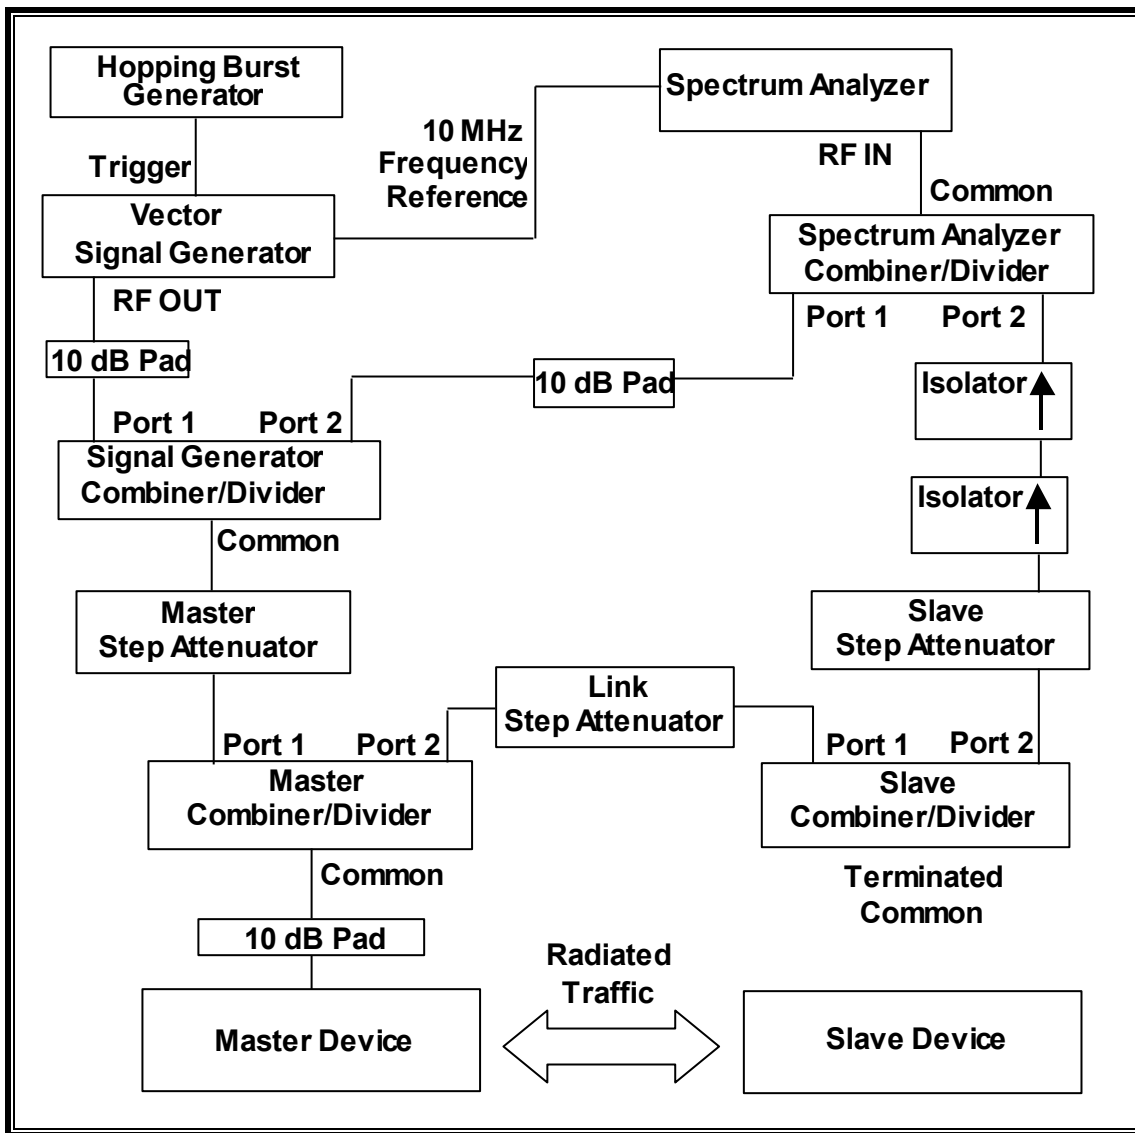 Hopping Burst
Generator
Spectrum Analyzer
10 MHz
Frequency
Reference
Trigger
RF IN
Common
Vector
Signal Generator
Spectrum Analyzer
Combiner/Divider
RF OUT
Port 1
Port 2
10 dB Pad
10 dB Pad
Isolator
Port 1
Port 2
Signal Generator
Combiner/Divider
Isolator
Common
Master
Step Attenuator
Slave
Step Attenuator
Link
Step Attenuator
Port 1
Port 2
Port 1
Port 2
Master
Combiner/Divider
Slave
Combiner/Divider
Common
Terminated
Common
10 dB Pad
Radiated
Traffic
Master Device
Slave Device